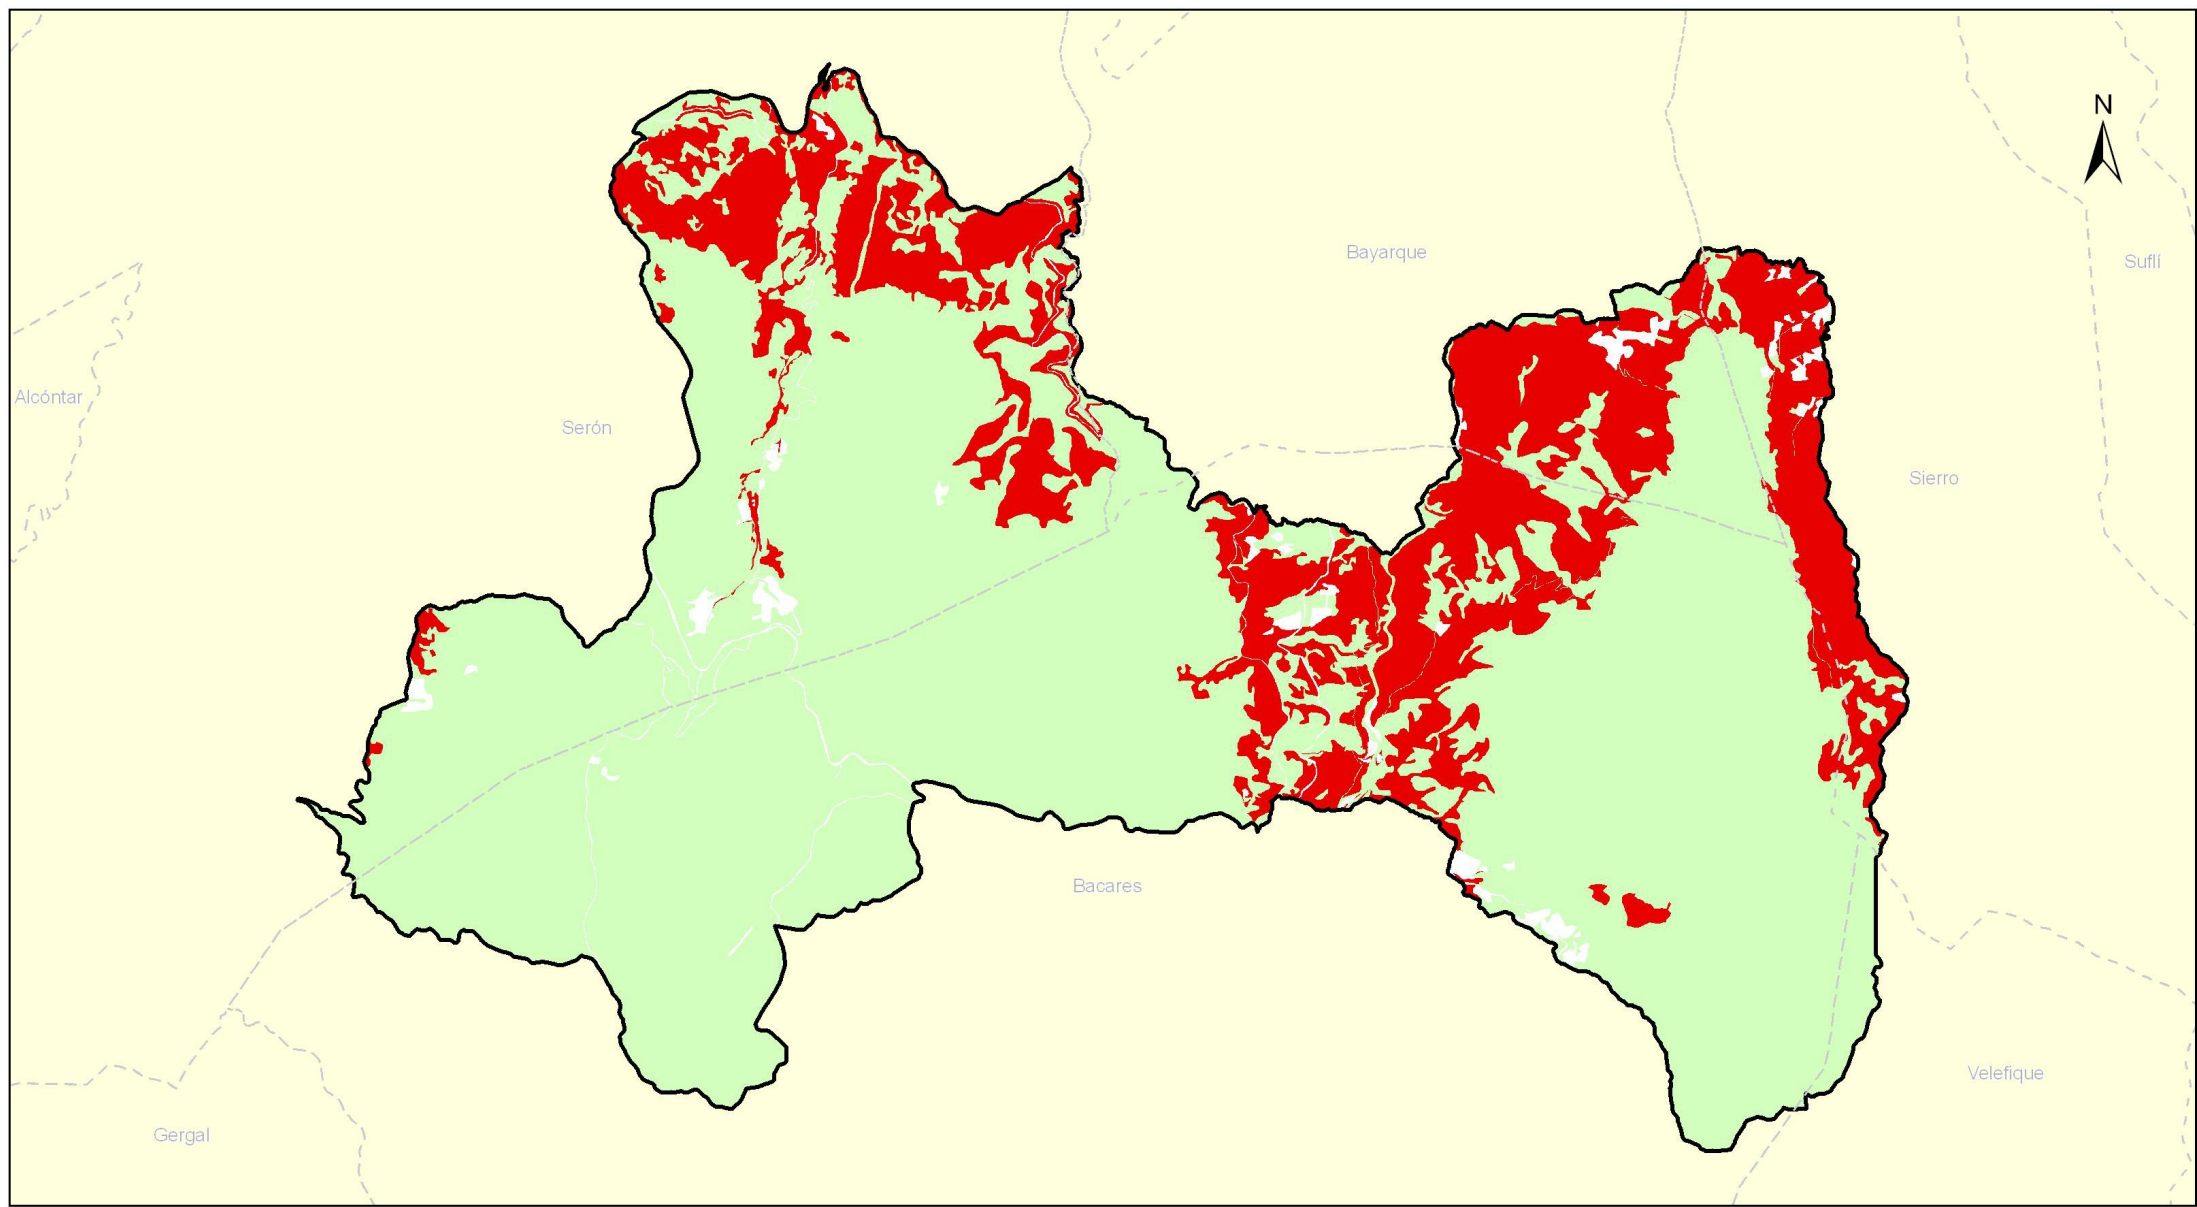 N
Bayarque
Suflí
Alcóntar
Serón
Sierro
Bacares
Velefique
Gergal